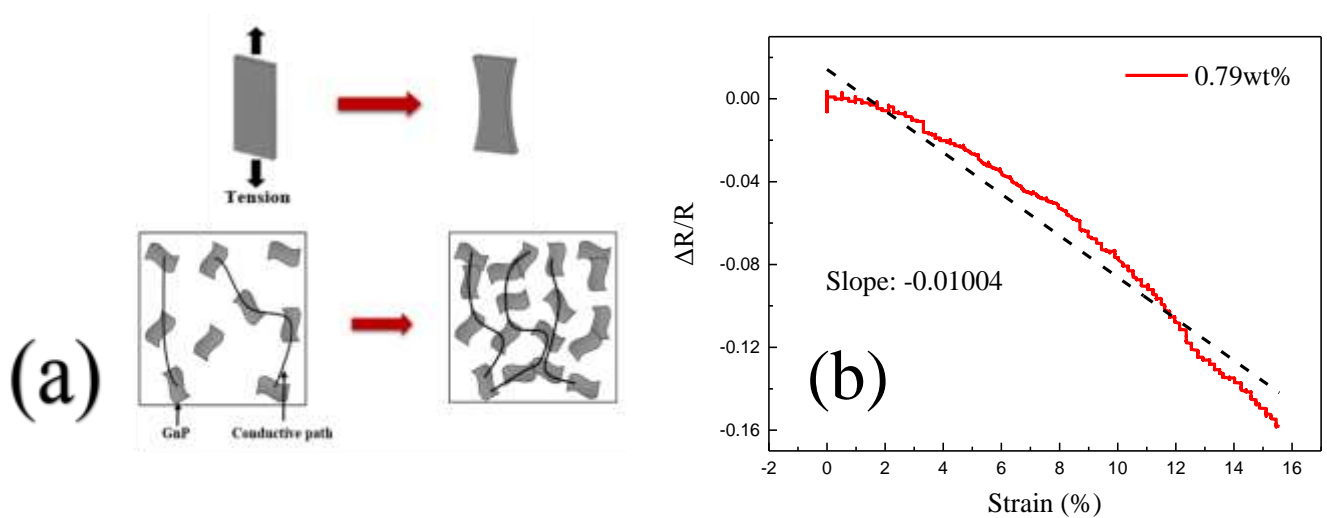 Tension
(a)
GnP
Conductive path
0.79wt%
0.00
-0.04
-0.08
-0.12
-0.16
ΔR/R
Slope: -0.01004
(b)
-2 0 2 4 6 8 10 12 14 16
Strain (%)